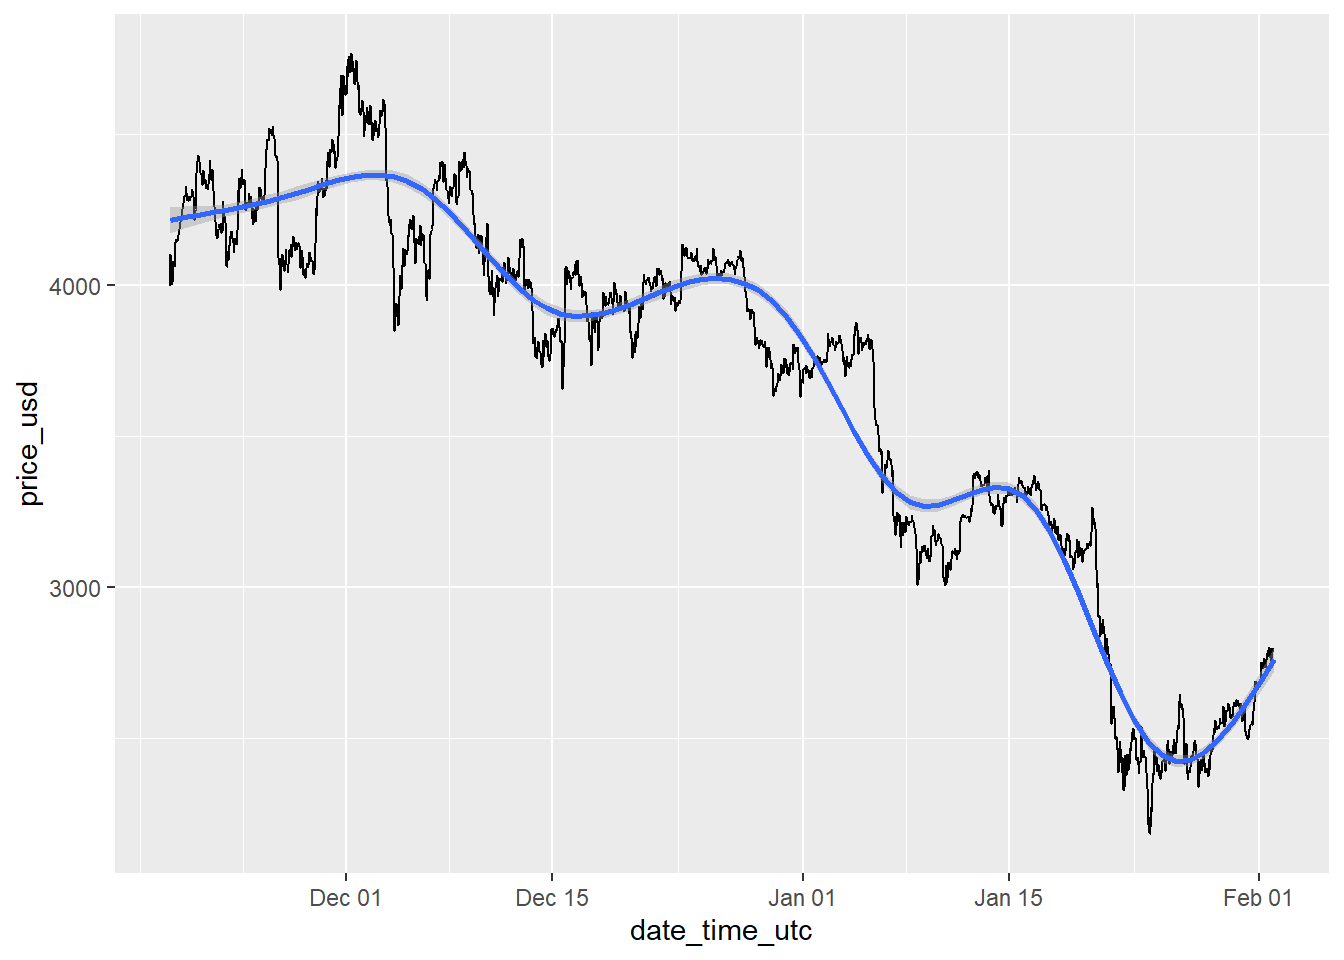 price_usd
4000
3000
Dec 01
Dec 15
Jan 01
Jan 15
Feb 01
date_time_utc